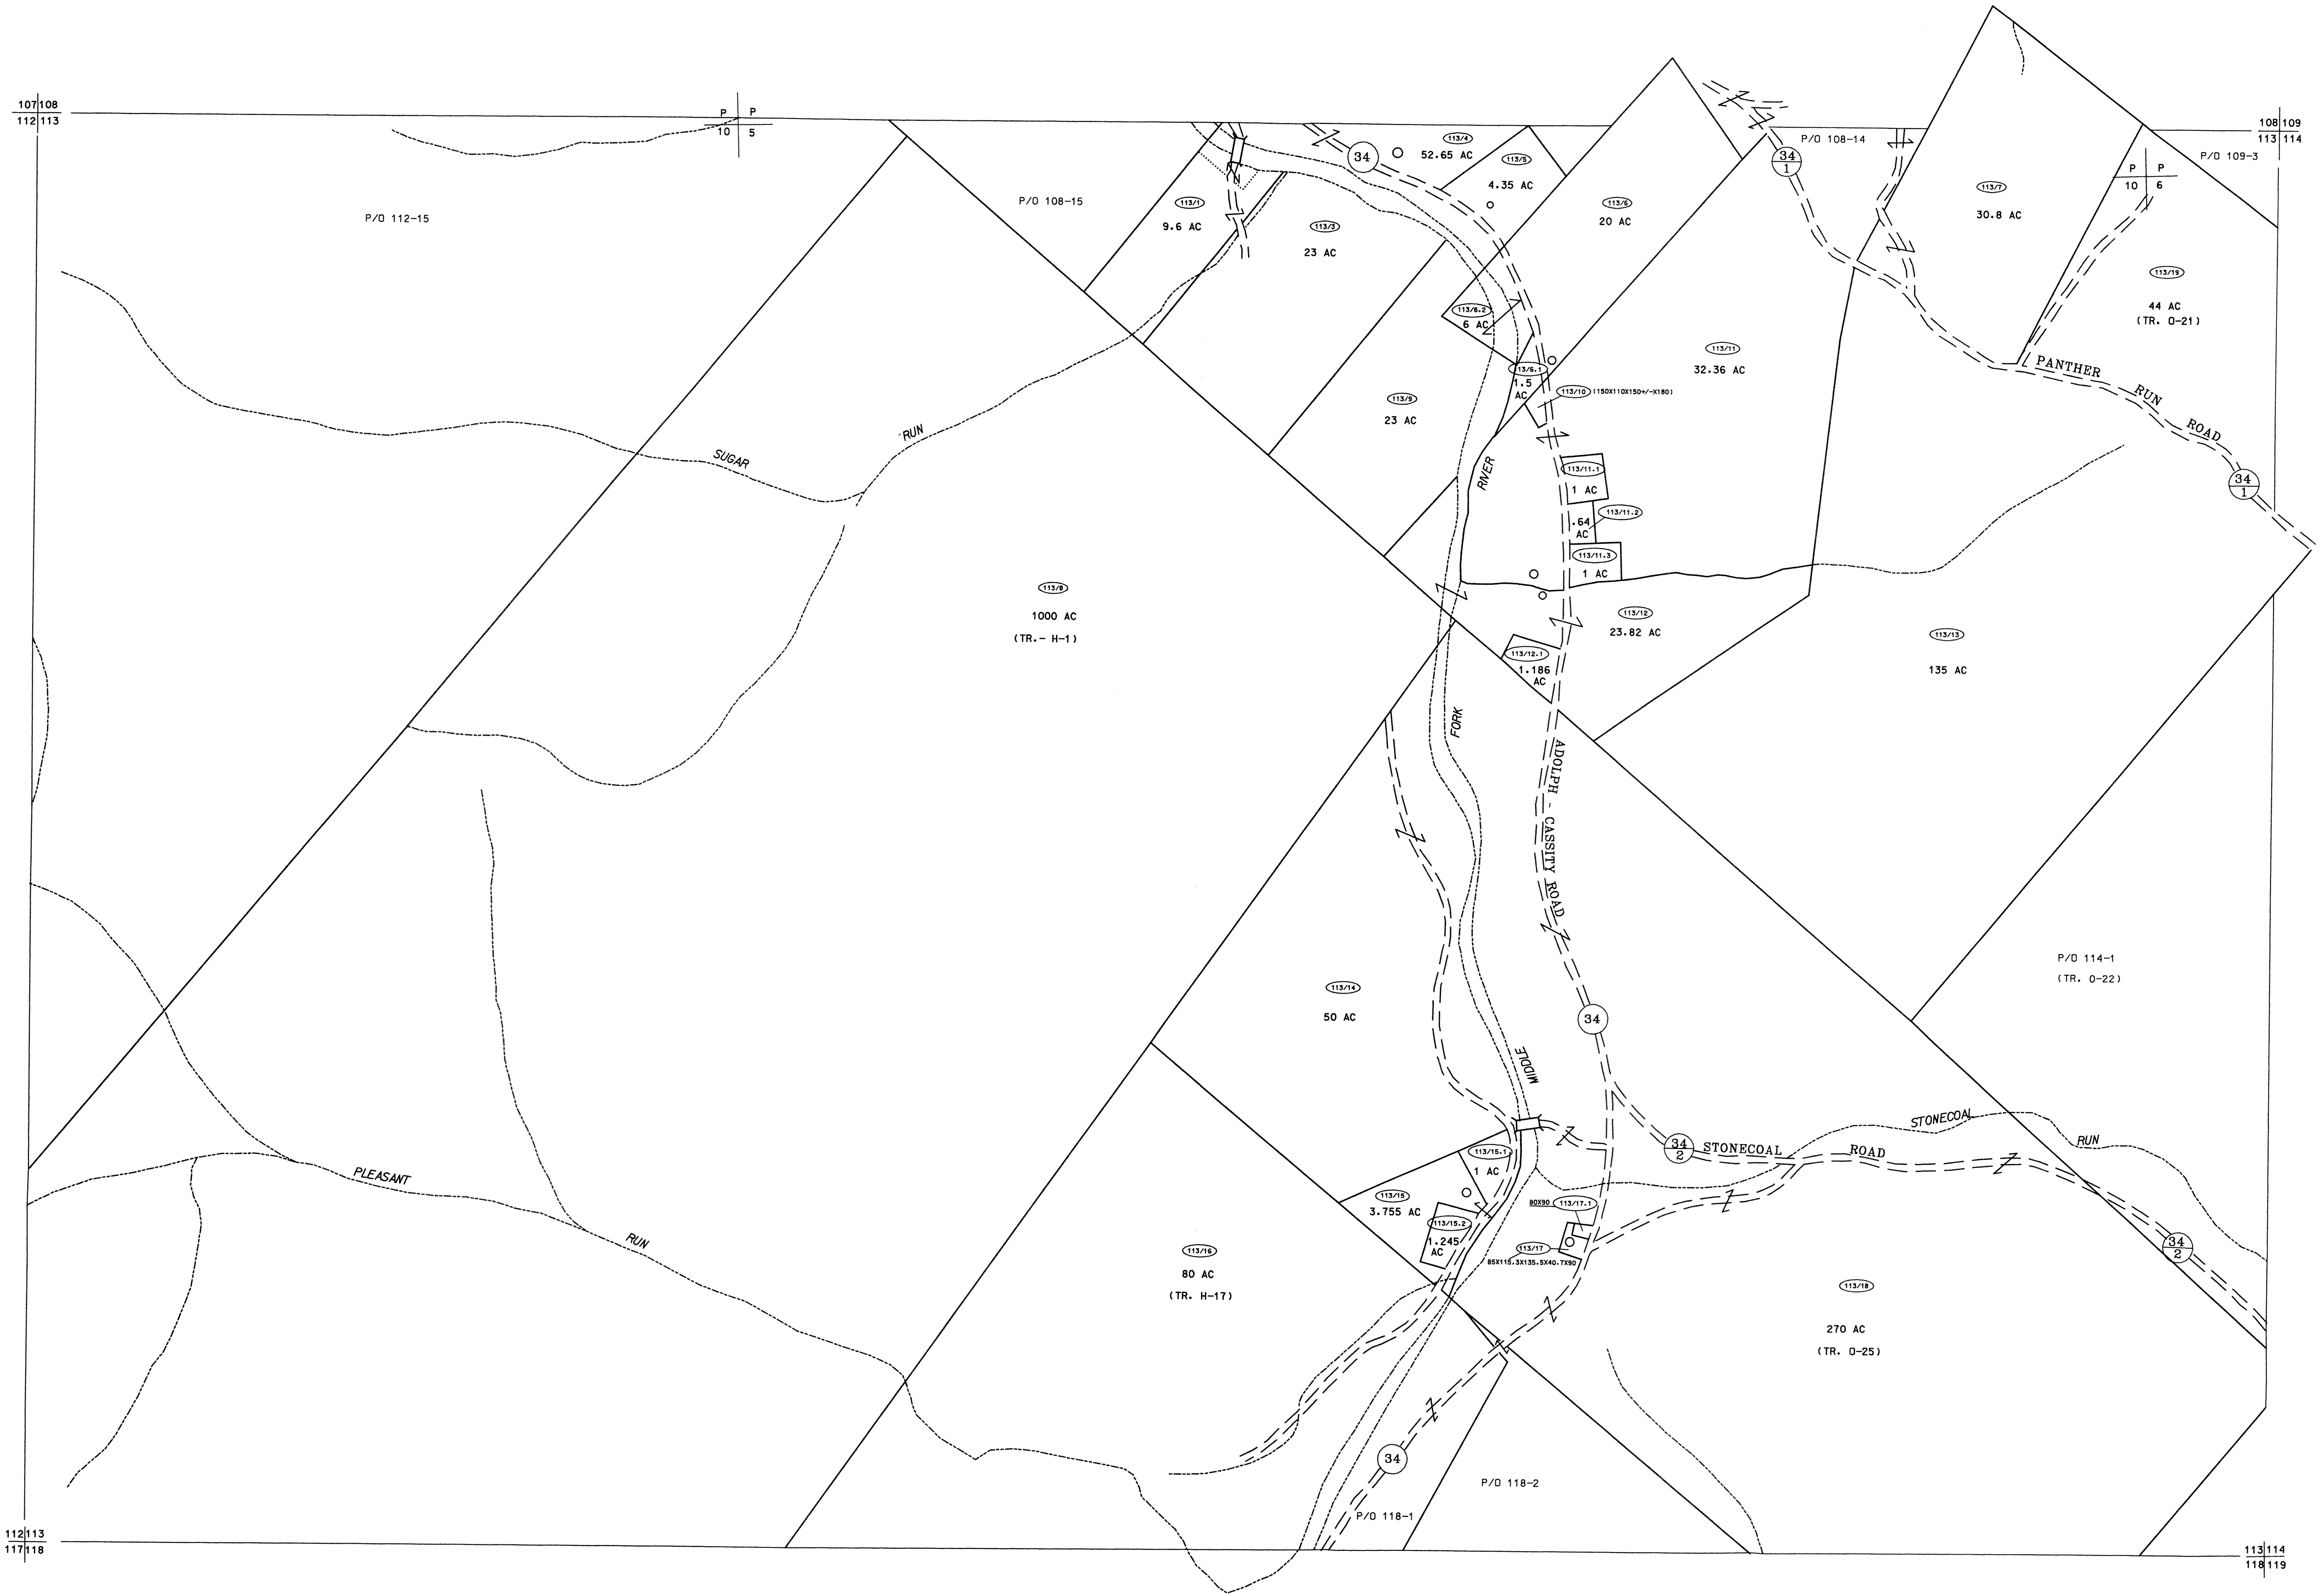 107 108
112 113
P P
10 5
108 109
113 114
P/O 109-3
P/O 108-14
34
1
P P
10 6
113/4
52.65 AC
34
113/5
4.35 AC
113/7
30.8 AC
113/1
9.6 AC
P/O 108-15
P/O 112-15
113/6
20 AC
113/3
23 AC
113/19
44 AC
(TR. O-21)
113/6.2
6 AC
113/11
32.36 AC
PANTHER
RUN
ROAD
113/6.1
1.5
AC
113/10 (150X110X150+/-X180)
113/9
23 AC
RUN
SUGAR
RIVER
113/11.1
1 AC
34
1
.64
AC
113/11.2
113/11.3
1 AC
113/8
1000 AC
(TR.- H-1)
113/12
23.82 AC
113/13
135 AC
113/12.1
1.186
AC
FORK
ADOLPH - CASSITY ROAD
P/O 114-1
(TR. O-22)
113/14
50 AC
34
MIDDLE
STONECOAL
RUN
34
2
STONECOAL ROAD
113/15.1
1 AC
PLEASANT
RUN
113/15
3.755 AC
80X90 113/17.1
113/15.2
1.245
AC
113/17
85X115.3X135.5X40.7X90
34
2
113/16
80 AC
(TR. H-17)
113/18
270 AC
(TR. O-25)
34
P/O 118-2
P/O 118-1
112 113
117 118
113 114
118 119